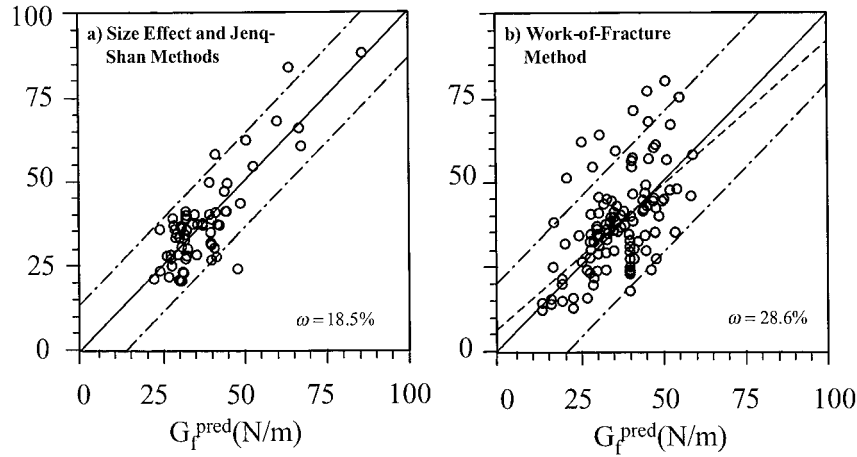 a) Size Effect and Jenq-
Shan Methods
100
75
50
25
0
ω = 18.5%
0 25 50 75 100
G_f^pred (N/m)
b) Work-of-Fracture
Method
75
50
25
0
ω = 28.6%
0 25 50 75 100
G_f^pred (N/m)